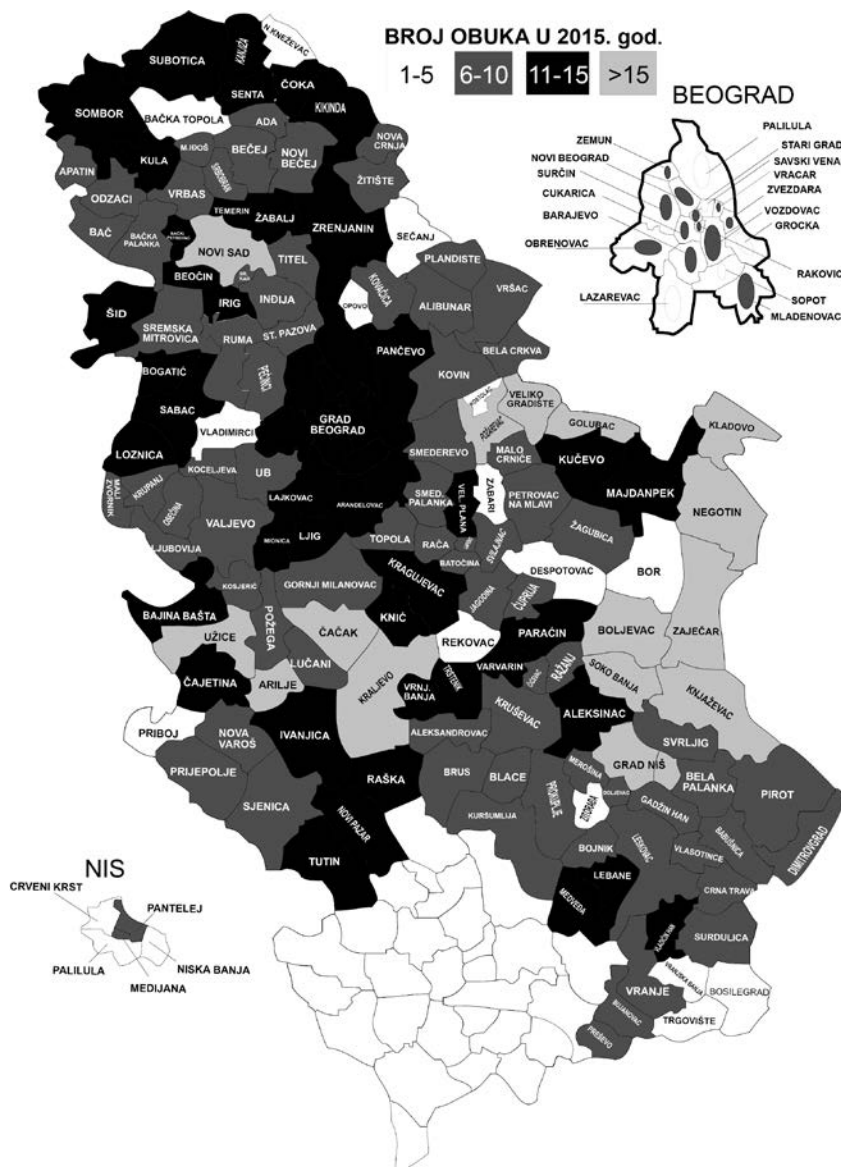 BROJ OBUKA U 2015. god.
1-5
6-10
11-15
>15
BEOGRAD
ZEMUN
NOVI BEOGRAD
SURČIN
CUKARICA
BARAJEVO
OBRENOVAC
LAZAREVAC
PALILULA
STARI GRAD
SAVSKI VENA
VRACAR
ZVEZDARA
VOZDOVAC
GROCKA
RAKOVIC
SOPOT
MLADENOVAC
N.KNEŽEVAC
SUBOTICA
KANJIŽA
SENTA
ČOKA
KIKINDA
SOMBOR
BAČKA TOPOLA
ADA
M.IĐOŠ
BEČEJ
NOVI
BEČEJ
NOVA
CRNJA
KULA
APATIN
ODZACI
VRBAS
SRBOBRAN
ŽITIŠTE
TEMERIN
ŽABALJ
ZRENJANIN
BAČ
BAČKA
PALANKA
NOVI SAD
TITEL
SEČANJ
PLANDISTE
BEOČIN
IRIG
INĐIJA
OPOVO
KOVAČICA
ALIBUNAR
VRŠAC
ŠID
SREMSKA
MITROVICA
RUMA
ST. PAZOVA
PEĆINCI
PANČEVO
BELA CRKVA
KOVIN
BOGATIĆ
SABAC
VLADIMIRCI
GRAD
BEOGRAD
KOSTOLAC
POŽAREVAC
VELIKO
GRADIŠTE
GOLUBAC
KLADOVO
LOZNICA
SMEDEREVO
MALO
CRNIĆE
KUČEVO
MAJDANPEK
KOCELJEVA
UB
LAJKOVAC
ARANĐELOVAC
SMED.
PALANKA
VEL. PLANA
ŽABARI
PETROVAC
NA MLAVI
NEGOTIN
MALI
ZVORNIK
KRUPANJ
OSEČINA
VALJEVO
LJUBOVIJA
MIONICA
LJIG
TOPOLA
RAČA
BATOČINA
SVILAJNAC
ŽAGUBICA
KOSJERIĆ
GORNJI MILANOVAC
KRAGUJEVAC
DESPOTOVAC
BOR
JAGODINA
ĆUPRIJA
BAJINA BAŠTA
POŽEGA
KNIĆ
UŽICE
ČAČAK
REKOVAC
PARAĆIN
BOLJEVAC
ZAJEČAR
LUČANI
ČAJETINA
ARILJE
KRALJEVO
VRNJ.
BANJA
TRSTENIK
VARVARIN
RAŽANJ
SOKO BANJA
KNJAŽEVAC
PRIBOJ
NOVA
VAROŠ
IVANJICA
KRUŠEVAC
ALEKSINAC
ALEKSANDROVAC
SVRLJIG
PRIJEPOLJE
RAŠKA
BRUS
BLACE
MEROŠINA
GRAD NIŠ
BELA
PALANKA
PIROT
SJENICA
NOVI PAZAR
KURŠUMLIJA
PROKUPLJE
DOLJEVAC
GADŽIN HAN
BABUŠNICA
DIMITROVGRAD
TUTIN
BOJNIK
LESKOVAC
VLASOTINCE
LEBANE
MEDVEĐA
CRNA TRAVA
SURDULICA
VRANJE
VRANJSKA BANJA
BOSILEGRAD
BUJANOVAC
TRGOVIŠTE
PREŠEVO
NIS
CRVENI KRST
PANTELEJ
PALILULA
NISKA BANJA
MEDIJANA